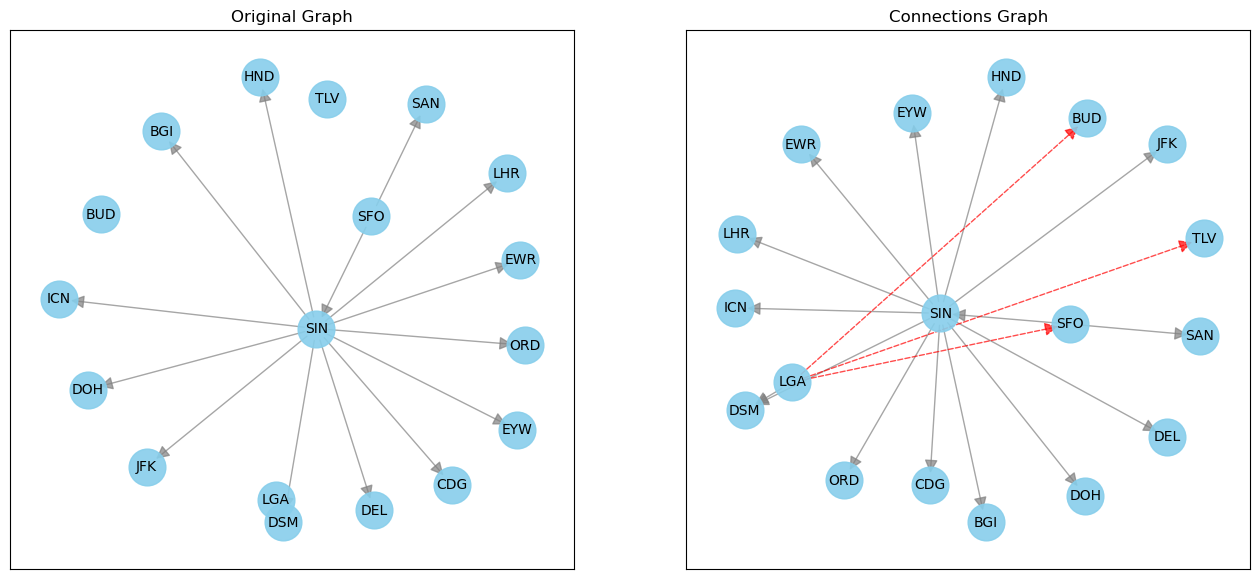 Original Graph
HND
TLV
SAN
BGI
LHR
BUD
SFO
EWR
ICN
SIN
ORD
DOH
EYW
JFK
CDG
LGA
DEL
DSM
Connections Graph
HND
EYW
BUD
EWR
JFK
LHR
TLV
ICN
SIN
SFO
SAN
LGA
DSM
DEL
ORD
CDG
DOH
BGI